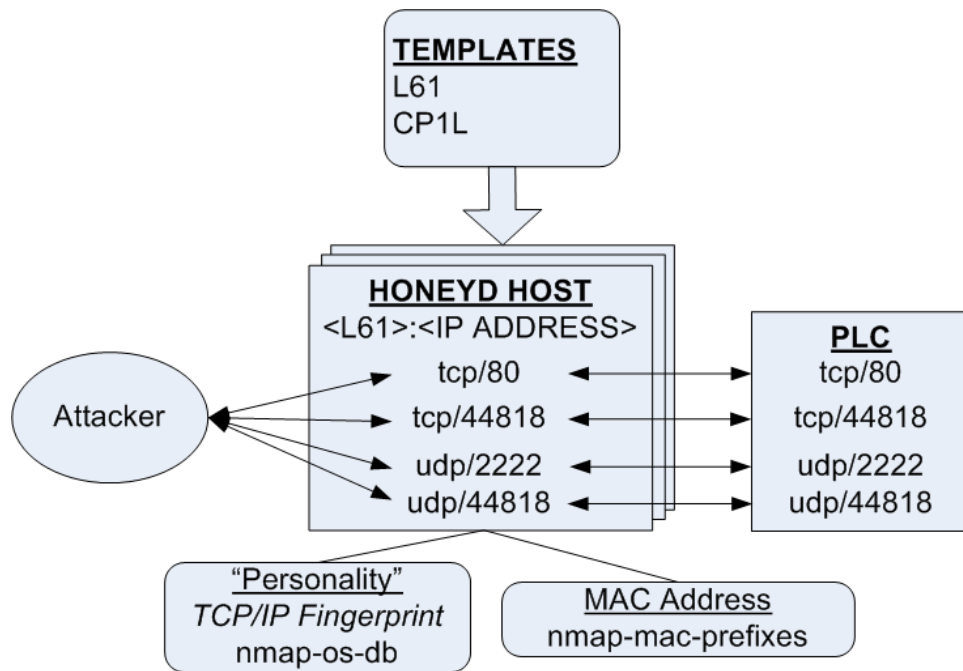 TEMPLATES
L61
CP1L
HONEYD HOST
<L61>:<IP ADDRESS>
tcp/80
tcp/44818
udp/2222
udp/44818
Attacker
PLC
tcp/80
tcp/44818
udp/2222
udp/44818
“Personality”
TCP/IP Fingerprint
nmap-os-db
MAC Address
nmap-mac-prefixes